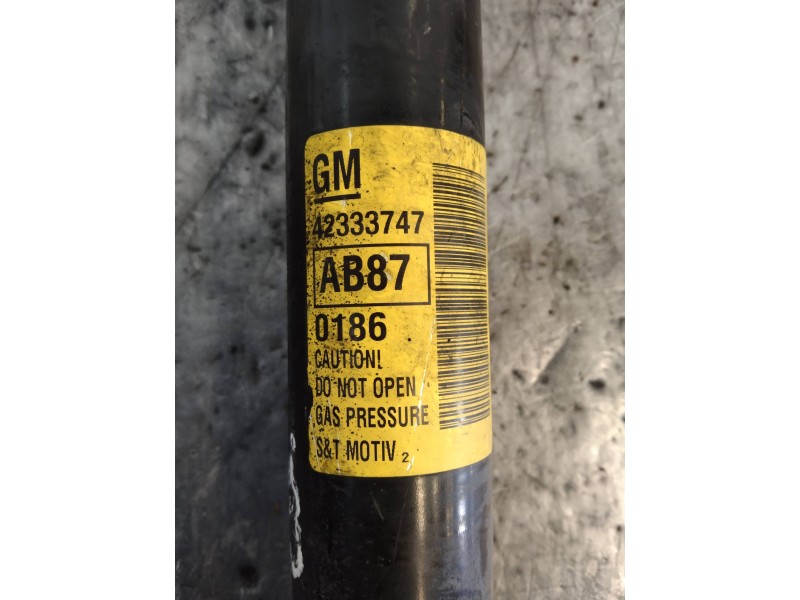 GM
42333747
AB87
0186
CAUTION!
DO NOT OPEN
GAS PRESSURE
S&T MOTIV 2